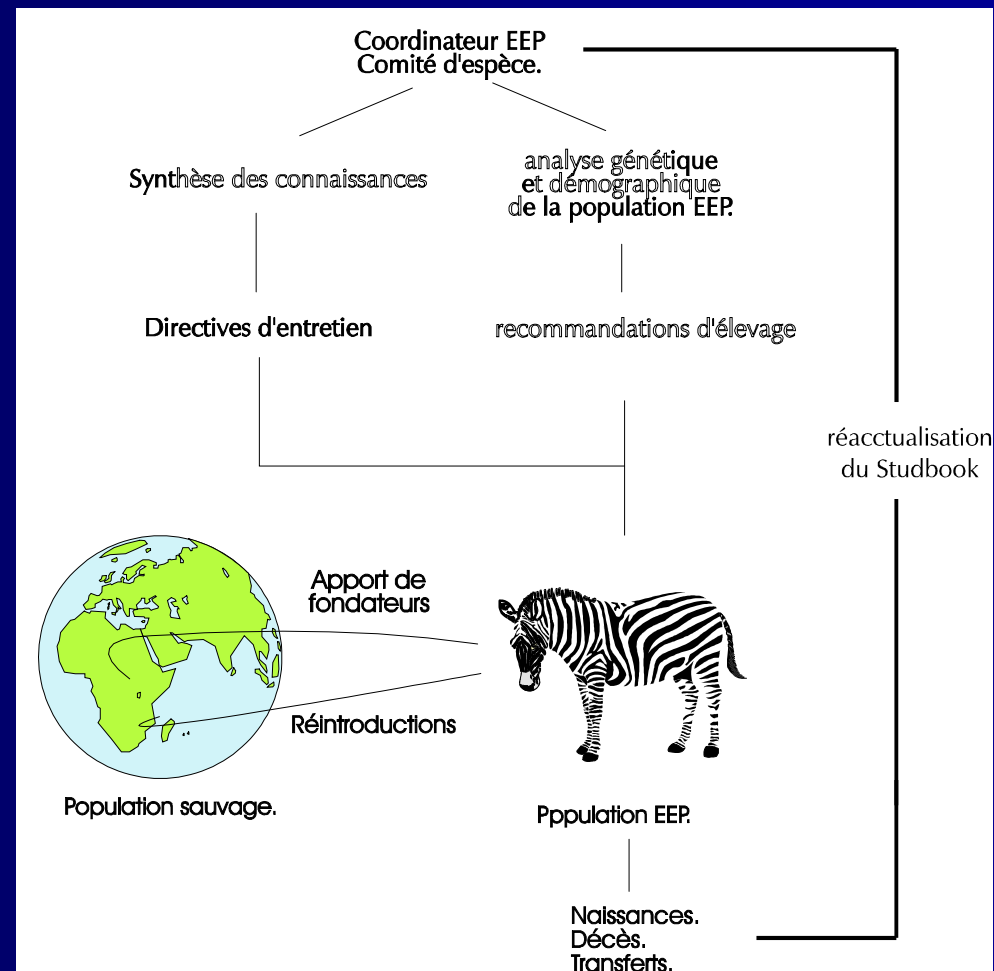 Coordinateur EEP
Comité d'espèce.
Synthèse des connaissances
analyse génétique
et démographique
de la population EEP.
Directives d'entretien
recommandations d'élevage
réacctualisation
du Studbook
Apport de
fondateurs
Réintroductions
Population sauvage.
Pppulation EEP.
Naissances.
Décès.
Transferts.